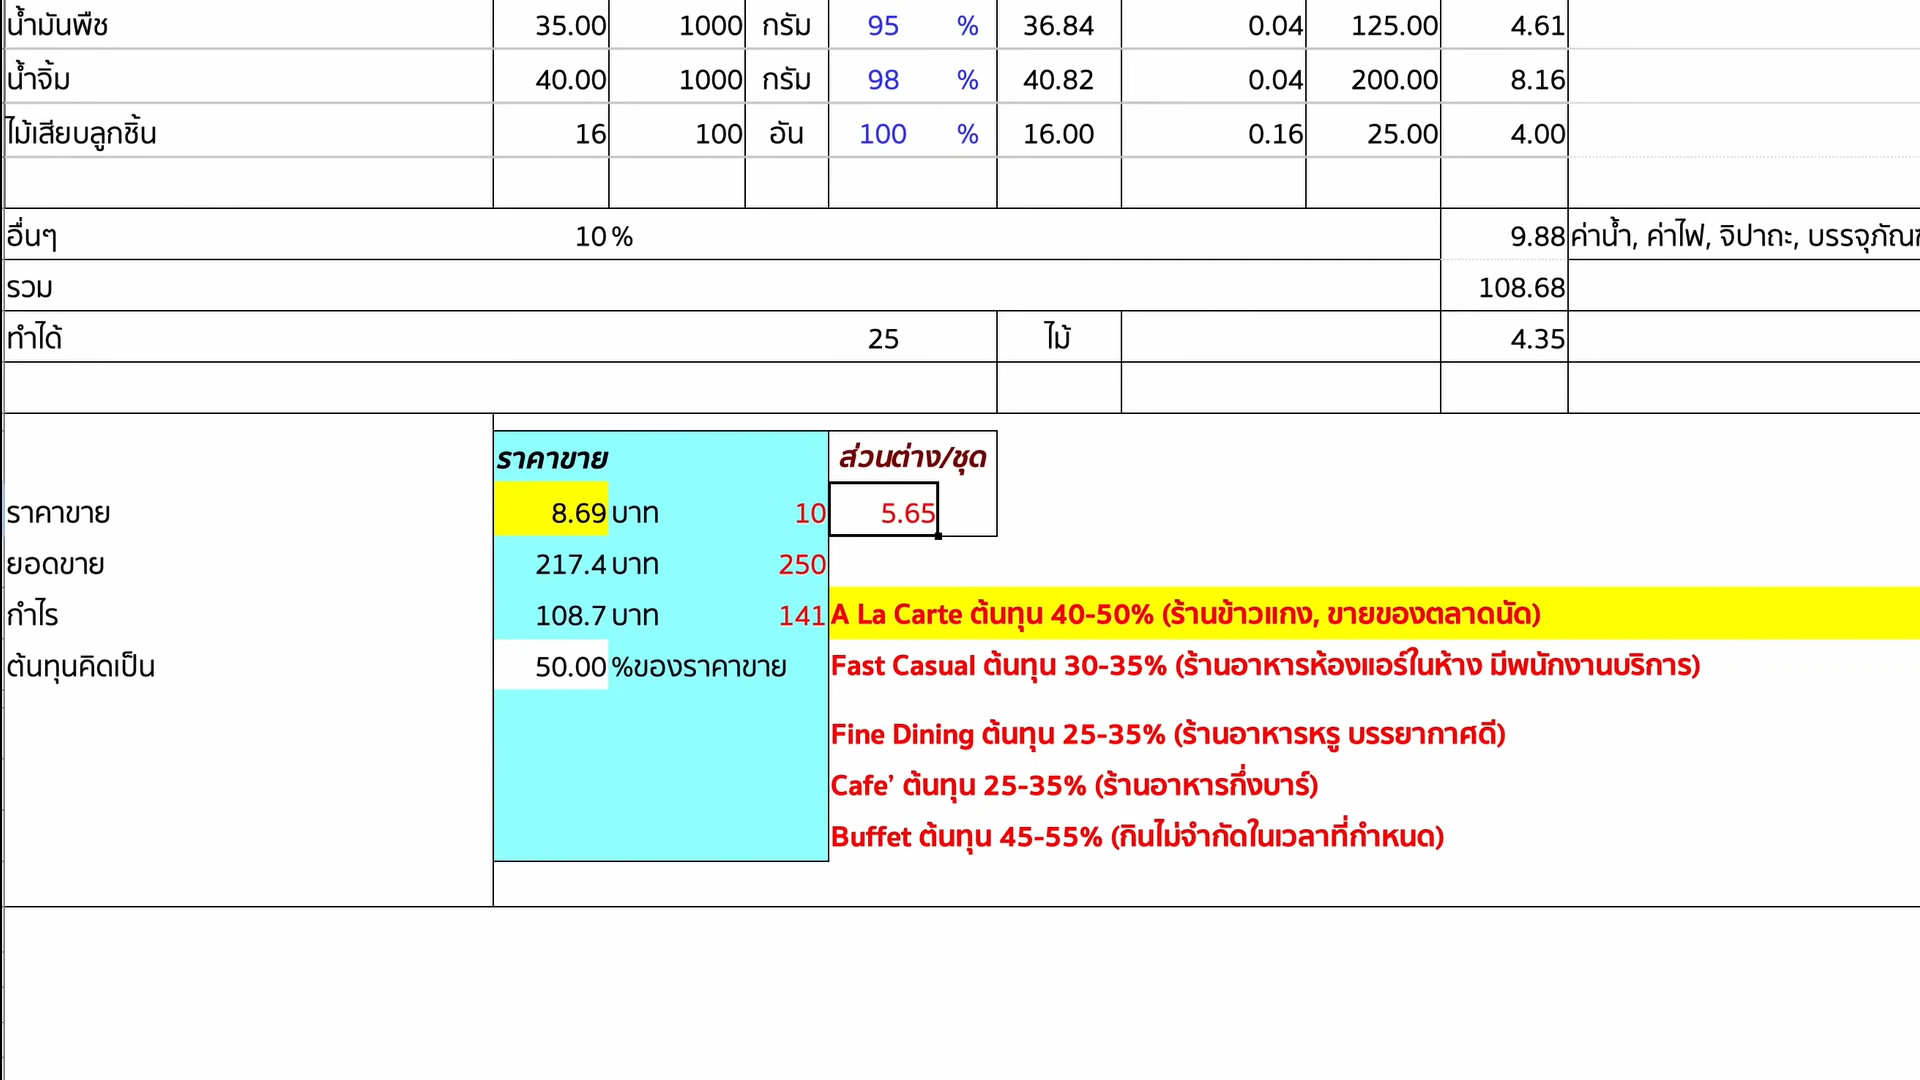 น้ำมันพืช 35.00 1000 กรัม 95 % 36.84 0.04 125.00 4.61
น้ำจิ้ม 40.00 1000 กรัม 98 % 40.82 0.04 200.00 8.16
ไม้เสียบลูกชิ้น 16 100 อัน 100 % 16.00 0.16 25.00 4.00
อื่นๆ 10 % 9.88 ค่าน้ำ, ค่าไฟ, จิปาถะ,
รวม 108.68
ทำได้ 25 ไม้ 4.35
ราคาขาย ส่วนต่าง/ชุด
ราคาขาย 8.69 บาท 10 5.65
ยอดขาย 217.4 บาท 250
กำไร 108.7 บาท 141 A La Carte ต้นทุน 40-50% (ร้านข้าวแกง, ขายของตลาดนัด)
ต้นทุนคิดเป็น 50.00 %ของราคาขาย Fast Casual ต้นทุน 30-35% (ร้านอาหารห้องแอร์ในห้าง มีพนักงานบริการ)
Fine Dining ต้นทุน 25-35% (ร้านอาหารหรู บรรยากาศดี)
Cafe’ ต้นทุน 25-35% (ร้านอาหารกึ่งบาร์)
Buffet ต้นทุน 45-55% (กินไม่จำกัดในเวลาที่กำหนด)